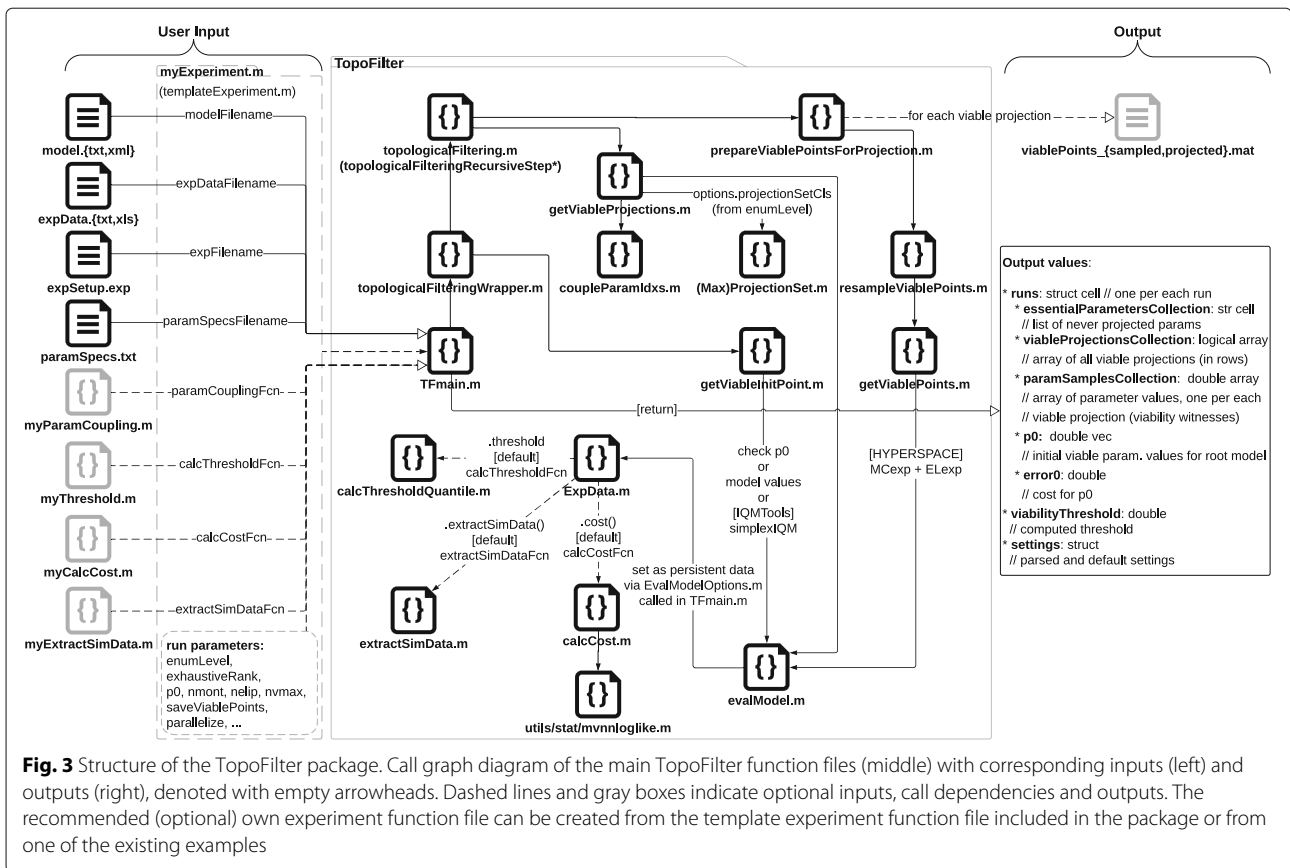 User Input
Output
myExperiment.m
(templateExperiment.m)
TopoFilter
modelFilename
model.{txt,xml}
expDataFilename
expData.{txt,xls}
expFilename
expSetup.exp
paramSpecsFilename
paramSpecs.txt
paramCouplingFcn
myParamCoupling.m
calcThresholdFcn
myThreshold.m
calcCostFcn
myCalcCost.m
extractSimDataFcn
myExtractSimData.m
run parameters:
enumLevel,
exhaustiveRank,
p0, nmont, nelip, nvmax,
saveViablePoints,
parallelize, ...
{}
topologicalFiltering.m
(topologicalFilteringRecursiveStep*)
{}
prepareViablePointsForProjection.m
for each viable projection
viablePoints_{sampled,projected}.mat
{}
getViableProjections.m
options.projectionSetCls
(from enumLevel)
{}
topologicalFilteringWrapper.m
{}
coupleParamIdxs.m
{}
(Max)ProjectionSet.m
{}
resampleViablePoints.m
{}
TFmain.m
{}
getViableInitPoint.m
{}
getViablePoints.m
[return]
.threshold
[default]
calcThresholdFcn
{}
calcThresholdQuantile.m
{}
ExpData.m
check p0
or
model values
or
[IQMTools]
simplexIQM
[HYPERSPACE]
MCexp + ELexp
.extractSimData()
[default]
extractSimDataFcn
.cost()
[default]
calcCostFcn
set as persistent data
via EvalModelOptions.m
called in TFmain.m
{}
extractSimData.m
{}
calcCost.m
{}
evalModel.m
{}
utils/stat/mvnnloglike.m
Output values:
* runs: struct cell // one per each run
* essentialParametersCollection: str cell
// list of never projected params
* viableProjectionsCollection: logical array
// array of all viable projections (in rows)
* paramSamplesCollection: double array
// array of parameter values, one per each
// viable projection (viability witnesses)
* p0: double vec
// initial viable param. values for root model
* error0: double
// cost for p0
* viabilityThreshold: double
// computed threshold
* settings: struct
// parsed and default settings
Fig. 3 Structure of the TopoFilter package. Call graph diagram of the main TopoFilter function files (middle) with corresponding inputs (left) and
outputs (right), denoted with empty arrowheads. Dashed lines and gray boxes indicate optional inputs, call dependencies and outputs. The
recommended (optional) own experiment function file can be created from the template experiment function file included in the package or from
one of the existing examples